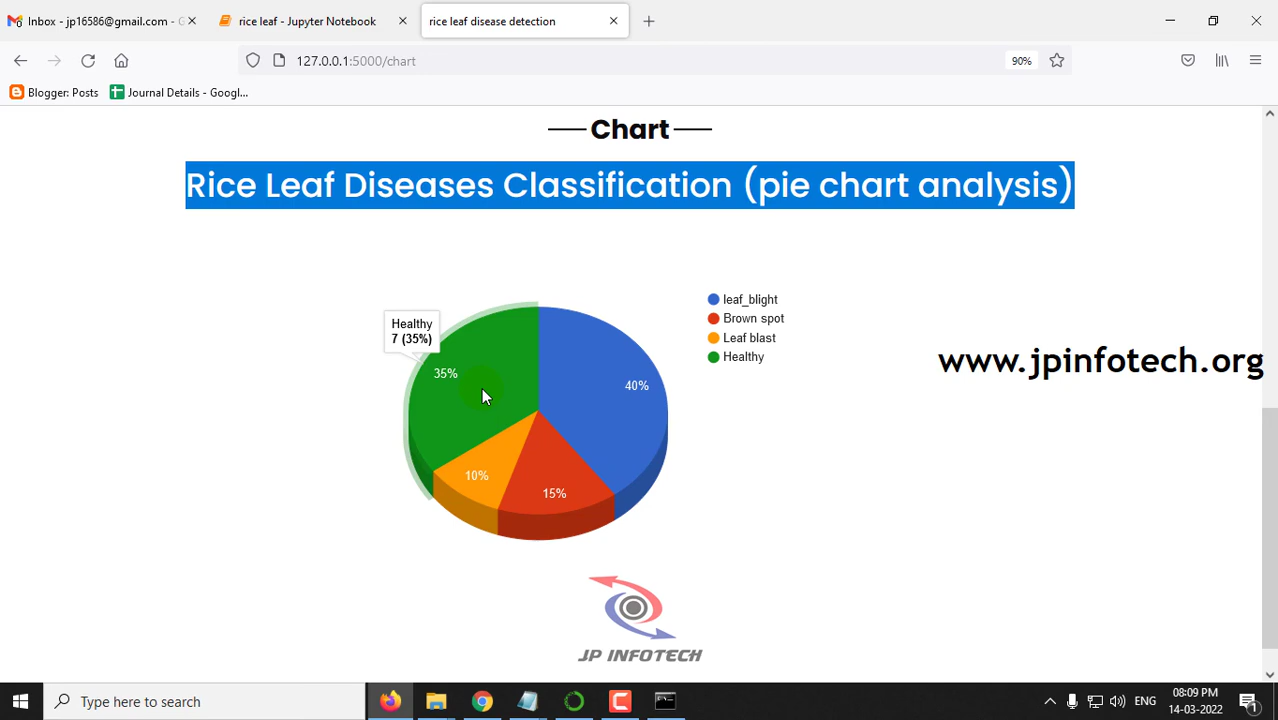 Inbox - jp16586@gmail.com - G
rice leaf - Jupyter Notebook
rice leaf disease detection
127.0.0.1:5000/chart
90%
Blogger: Posts
Journal Details - Googl...
Chart
Rice Leaf Diseases Classification (pie chart analysis)
leaf_blight
Brown spot
Leaf blast
Healthy
Healthy
7 (35%)
35%
40%
10%
15%
www.jpinfotech.org
JP INFOTECH
Type here to search
ENG
08:09 PM
14-03-2022
1